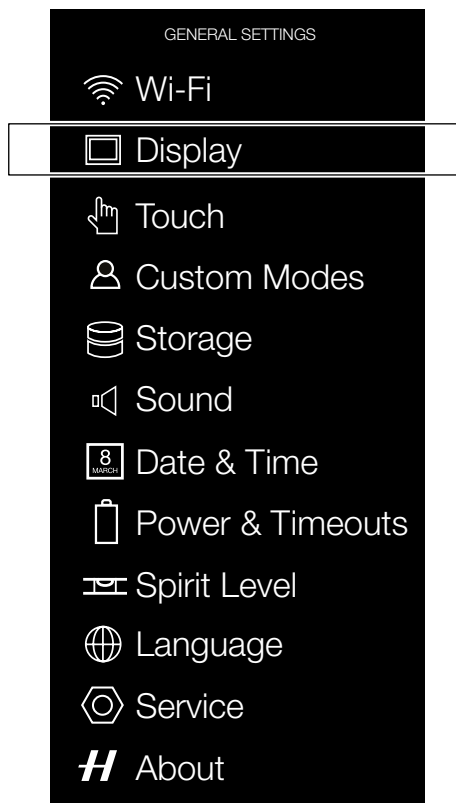 GENERAL SETTINGS
Wi-Fi
Display
Touch
Custom Modes
Storage
Sound
8
MARCH
Date & Time
Power & Timeouts
Spirit Level
Language
Service
H About